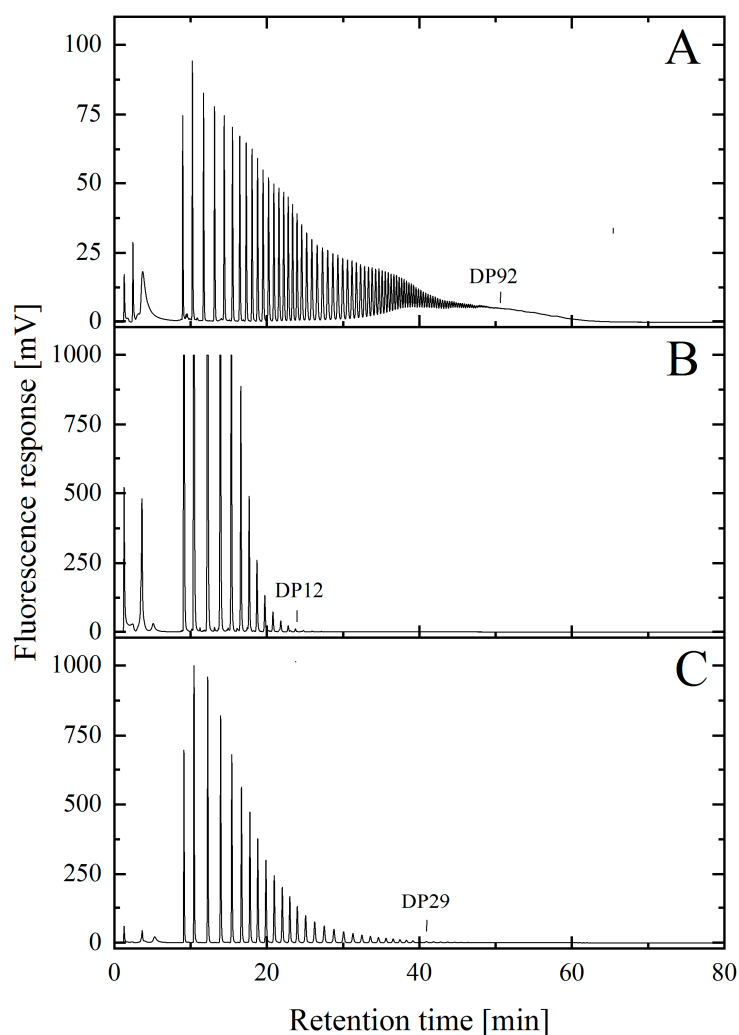 A
100
75
50
25
0
DP92
B
1000
750
500
250
0
DP12
C
1000
750
500
250
0
DP29
0 20 40 60 80
Retention time [min]
Fluorescence response [mV]